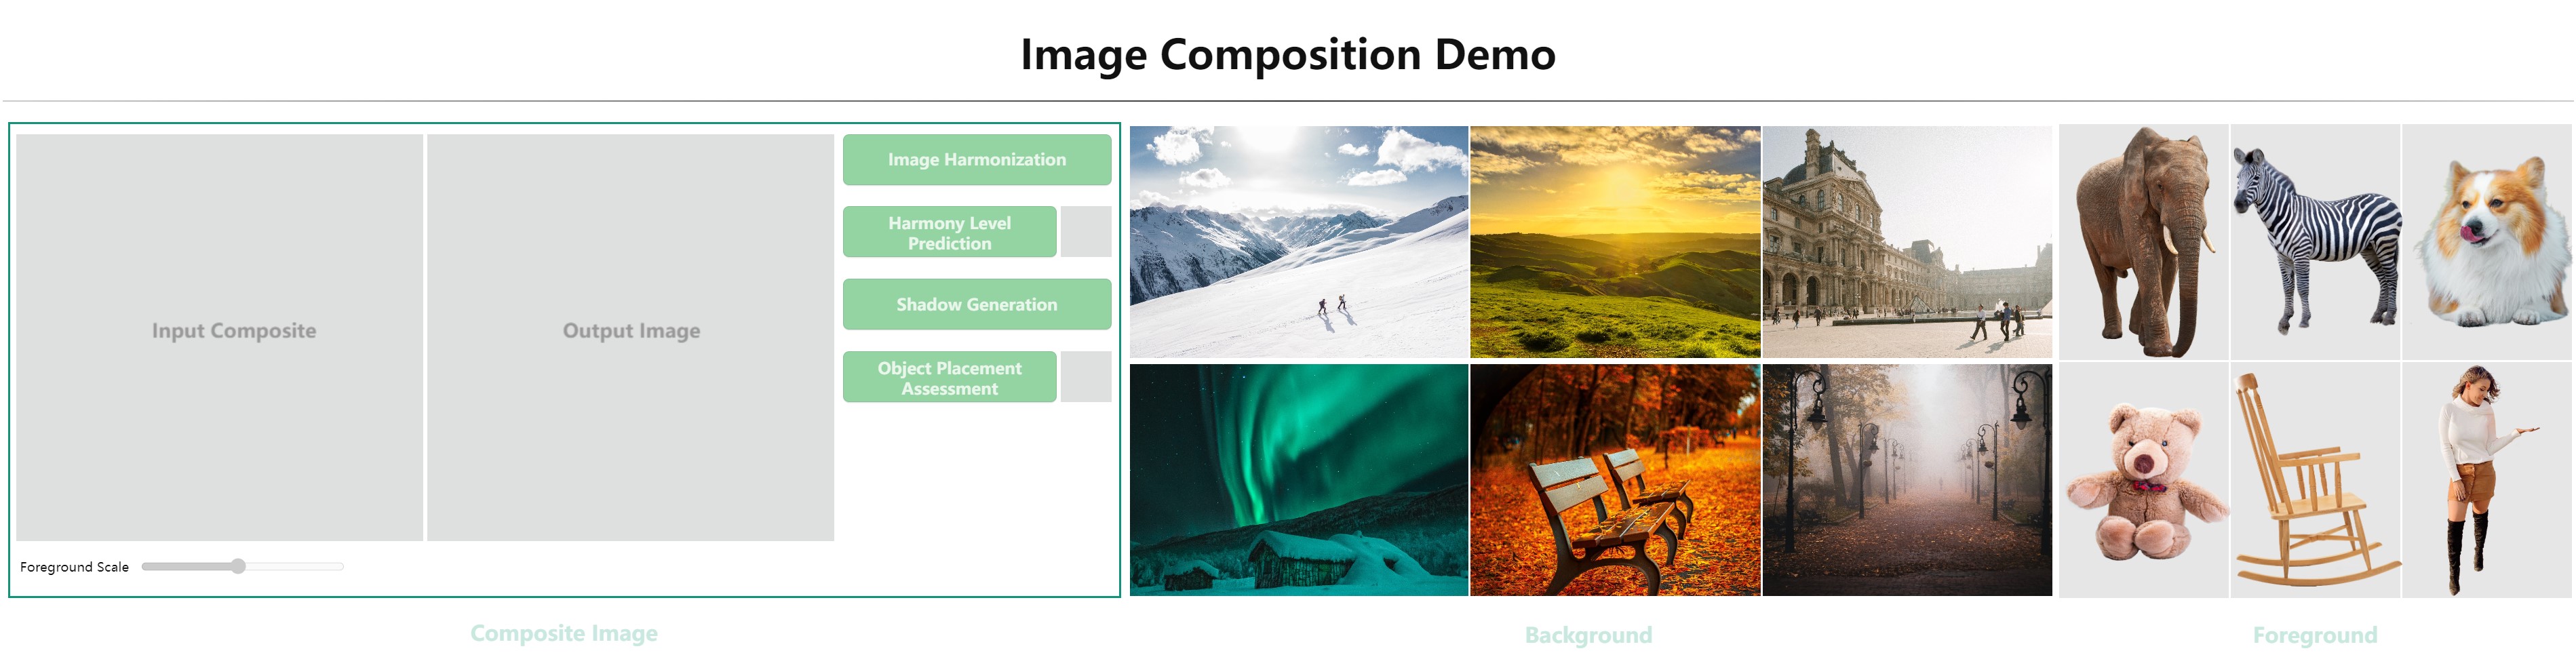 Image Composition Demo
Input Composite
Output Image
Image Harmonization
Harmony Level
Prediction
Shadow Generation
Object Placement
Assessment
Foreground Scale
Composite Image
Background
Foreground